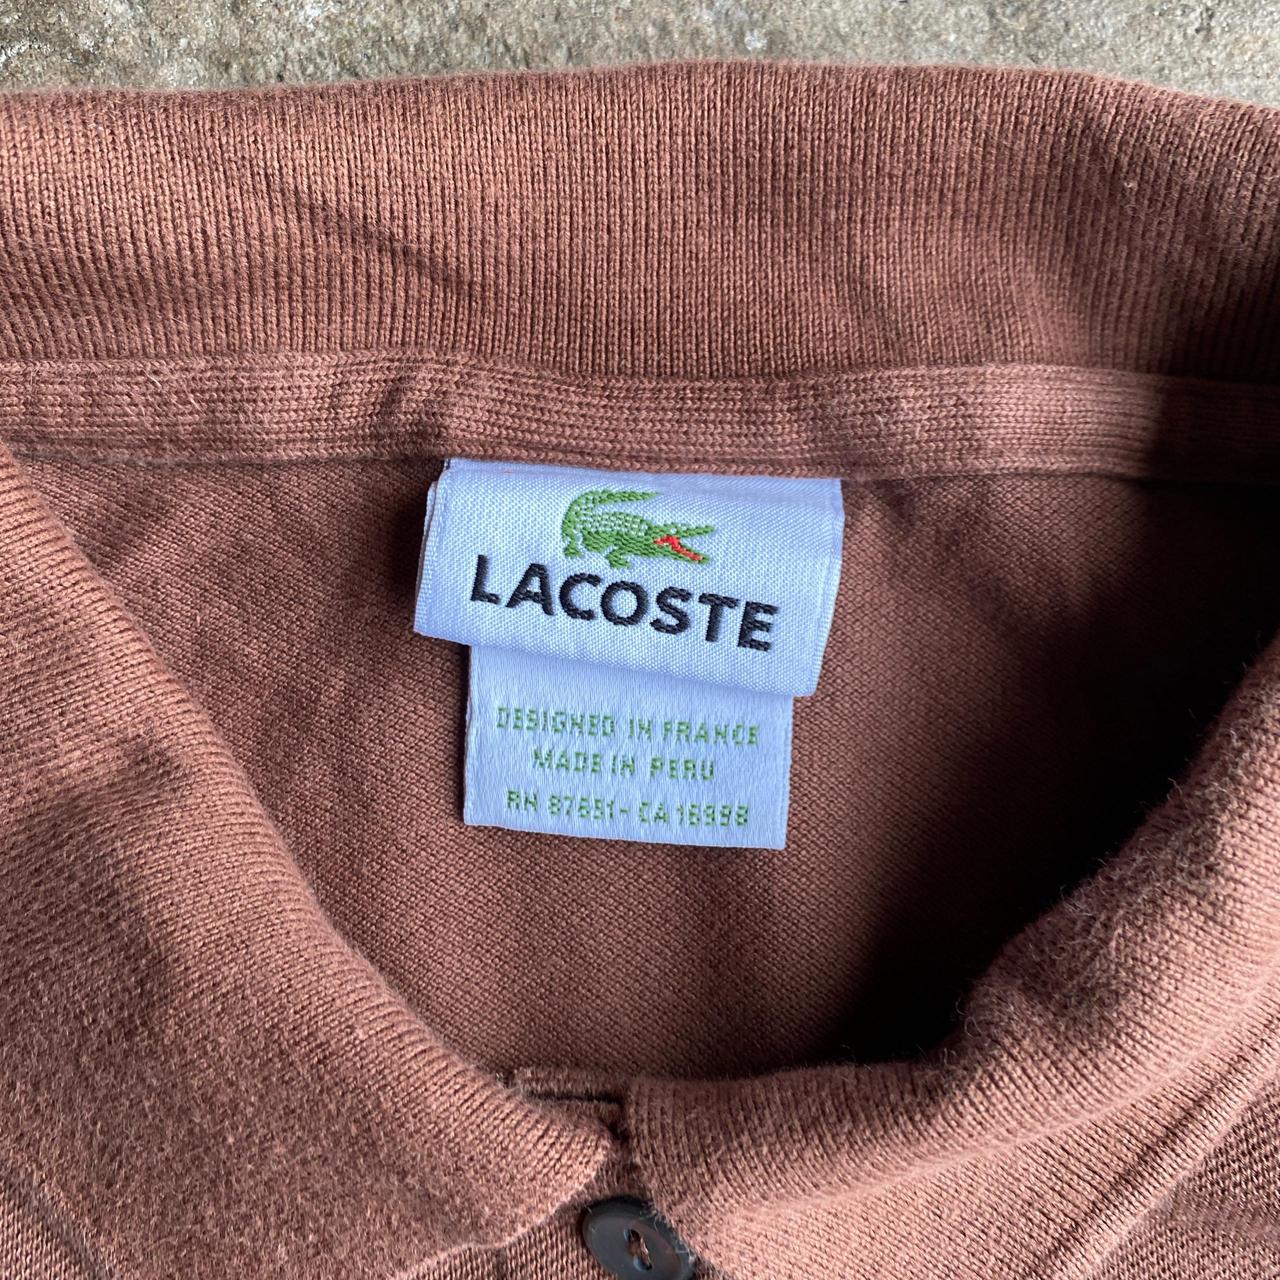 LACOSTE
DESIGNED IN FRANCE
MADE IN PERU
RN 87651 - CA 16998